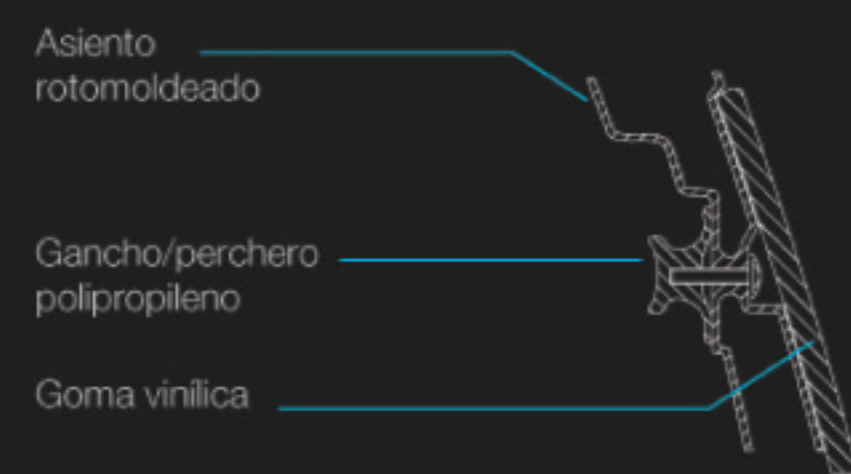 Asiento
rotomoldeado
Gancho/perchero
polipropileno
Goma vinílica